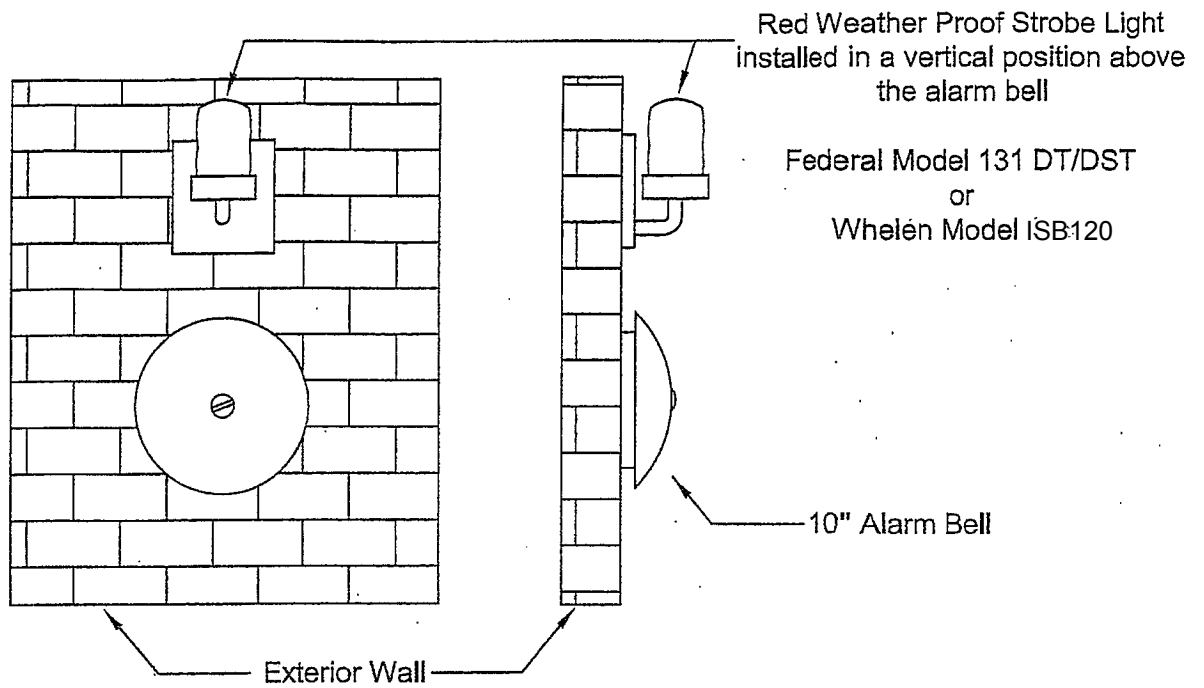 Red Weather Proof Strobe Light
installed in a vertical position above
the alarm bell
Federal Model 131 DT/DST
or
Whelen Model ISB120
10" Alarm Bell
Exterior Wall